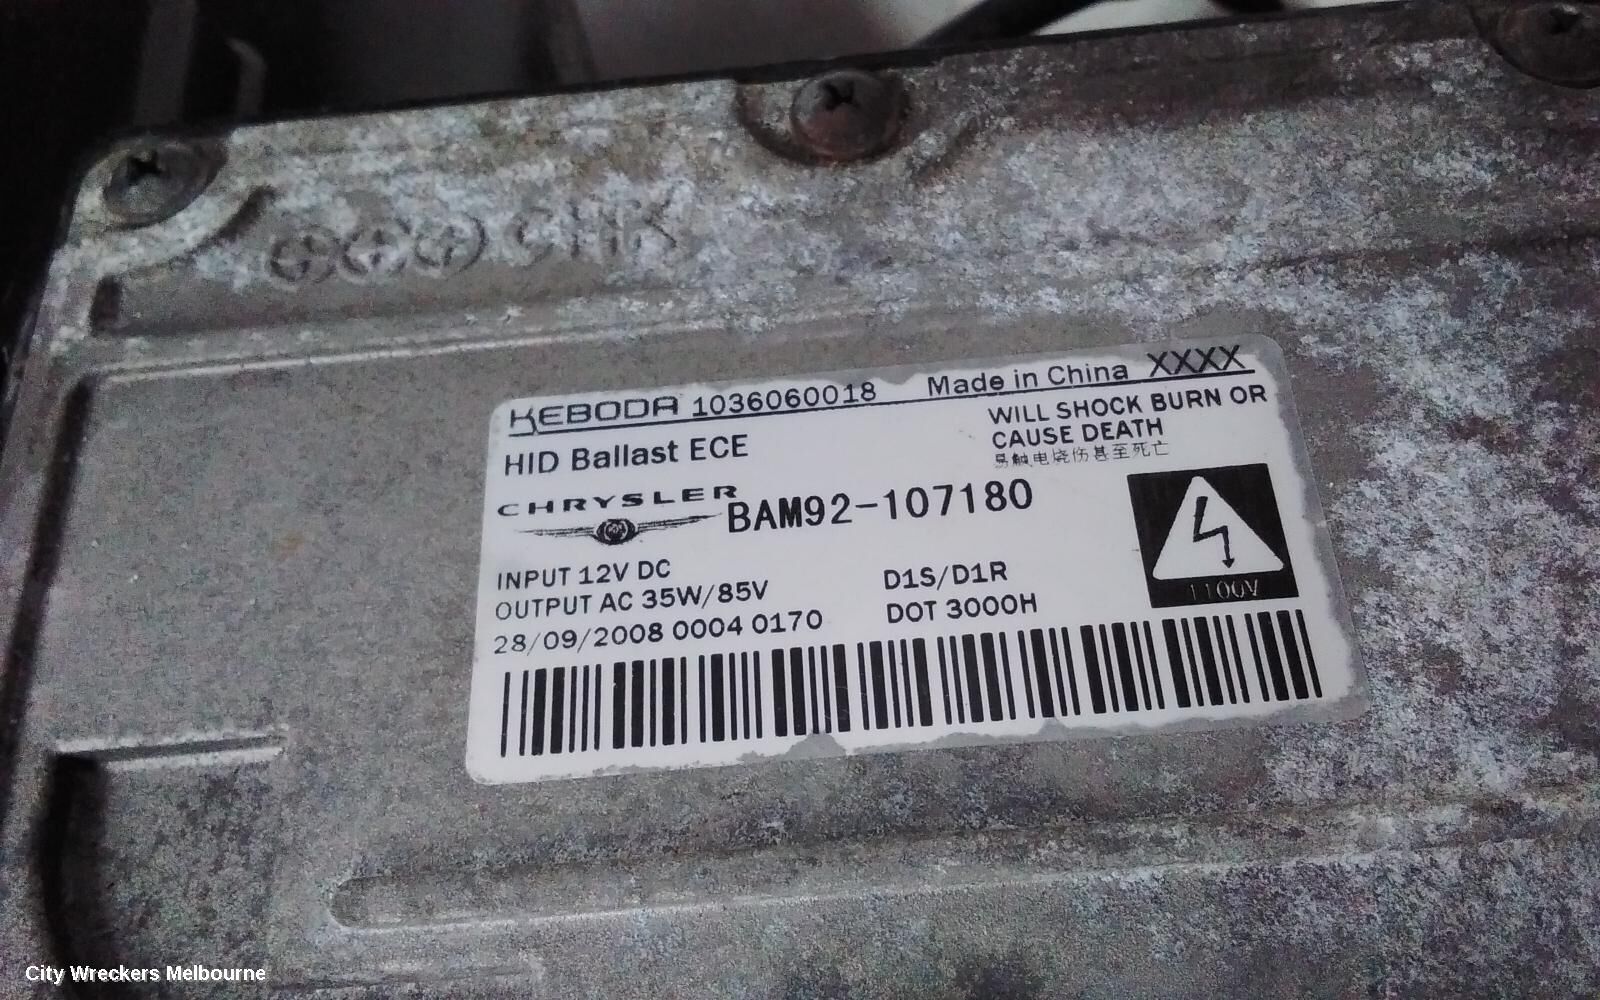 CHK
KEBODA 1036060018 Made in China XXXX
HID Ballast ECE
WILL SHOCK BURN OR
CAUSE DEATH
易触电烧伤甚至死亡
CHRYSLER
BAM92-107180
INPUT 12V DC
OUTPUT AC 35W/85V
28/09/2008 0004 0170
D1S/D1R
DOT 3000H
1100V
City Wreckers Melbourne